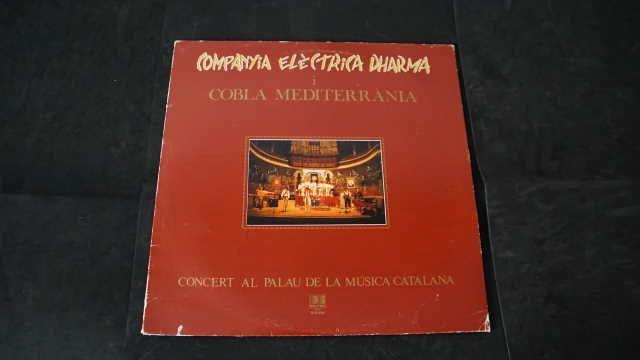 COMPANYIA ELÈCTRICA DHARMA
i
COBLA MEDITERRÀNIA
CONCERT AL PALAU DE LA MÚSICA CATALANA